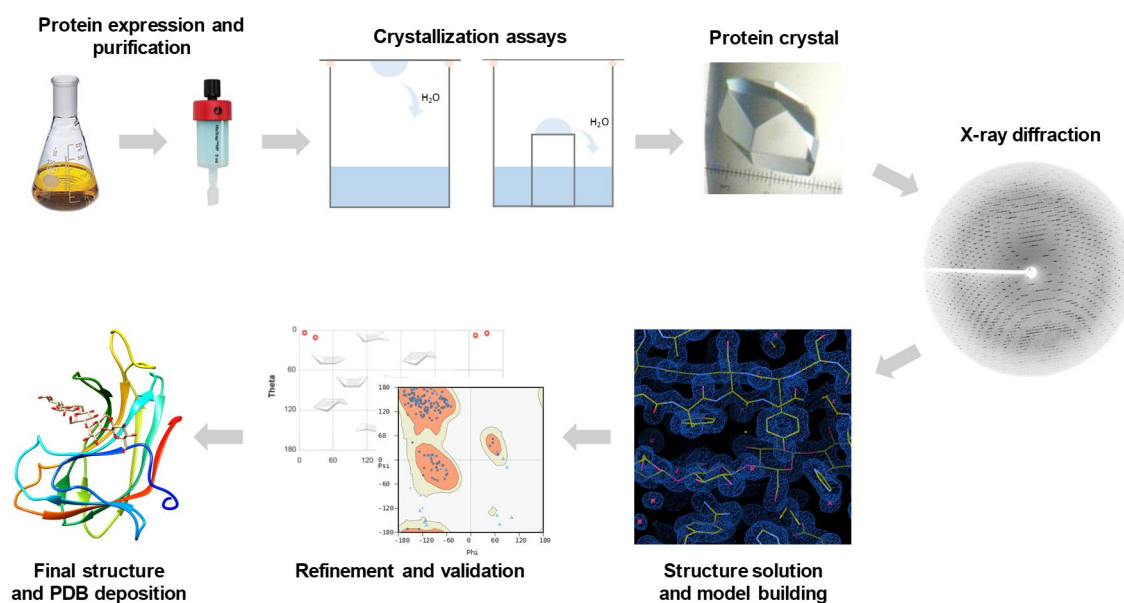 Protein expression and
purification
Crystallization assays
Protein crystal
H2O
H2O
X-ray diffraction
0
60
120
180
Theta
0
60
120
180
120
60
0
-60
-120
-180
Psi
-180
-120
-60
0
60
120
180
Phi
Final structure
and PDB deposition
Refinement and validation
Structure solution
and model building